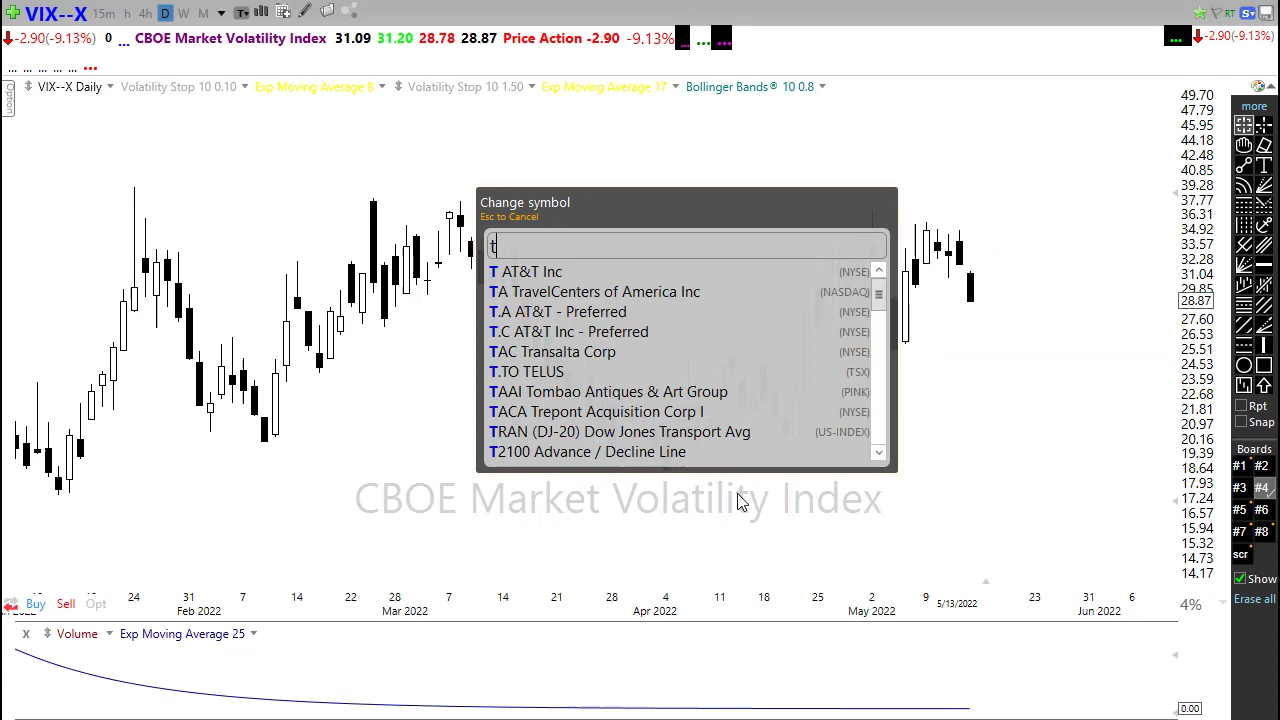 VIX--X 15m h 4h D W M T RT S
-2.90(-9.13%) 0 ... CBOE Market Volatility Index 31.09 31.20 28.78 28.87 Price Action -2.90 -9.13% ... ... ... ... -2.90(-9.13%)
... ... ... ... ...
Option
VIX--X Daily Volatility Stop 10 0.10 Exp Moving Average 8 Volatility Stop 10 1.50 Exp Moving Average 17 Bollinger Bands® 10 0.8
49.70
47.79
45.95
44.18
42.48
40.85
39.28
37.77
36.31
34.92
33.57
32.28
31.04
30.01
28.87
27.60
26.53
25.51
24.53
23.59
22.68
21.81
20.97
20.16
19.39
18.64
17.93
17.24
16.57
15.94
15.32
14.73
14.17
Change symbol
Esc to Cancel
t
T AT&T Inc (NYSE)
TA TravelCenters of America Inc (NASDAQ)
T.A AT&T - Preferred (NYSE)
T.C AT&T Inc - Preferred (NYSE)
TAC Transalta Corp (NYSE)
T.TO TELUS (TSX)
TAAI Tombao Antiques & Art Group (PINK)
TACA Trepont Acquisition Corp I (NYSE)
TRAN (DJ-20) Dow Jones Transport Avg (US-INDEX)
T2100 Advance / Decline Line
CBOE Market Volatility Index
24 31 7 14 22 28 7 14 21 28 4 11 18 25 2 9 5/13/2022 23 31 6
Feb 2022 Mar 2022 Apr 2022 May 2022 Jun 2022
Buy Sell Opt 4%
x Volume Exp Moving Average 25
0.00
more
T
Rpt
Snap
Boards
#1 #2
#3 #4
#5 #6
#7 #8
scr
Show
Erase all